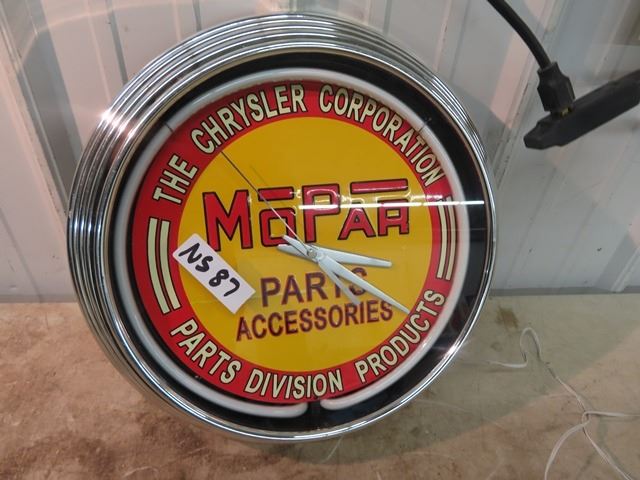 THE CHRYSLER CORPORATION
MOPAR
NS87
PARTS
ACCESSORIES
PARTS DIVISION PRODUCTS